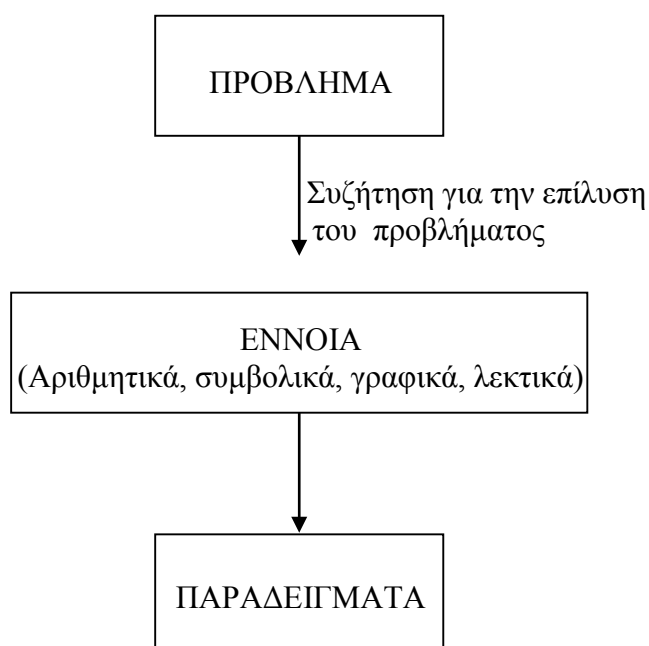 ΠΡΟΒΛΗΜΑ
Συζήτηση για την επίλυση
του προβλήματος
ΕΝΝΟΙΑ
(Αριθμητικά, συμβολικά, γραφικά, λεκτικά)
ΠΑΡΑΔΕΙΓΜΑΤΑ